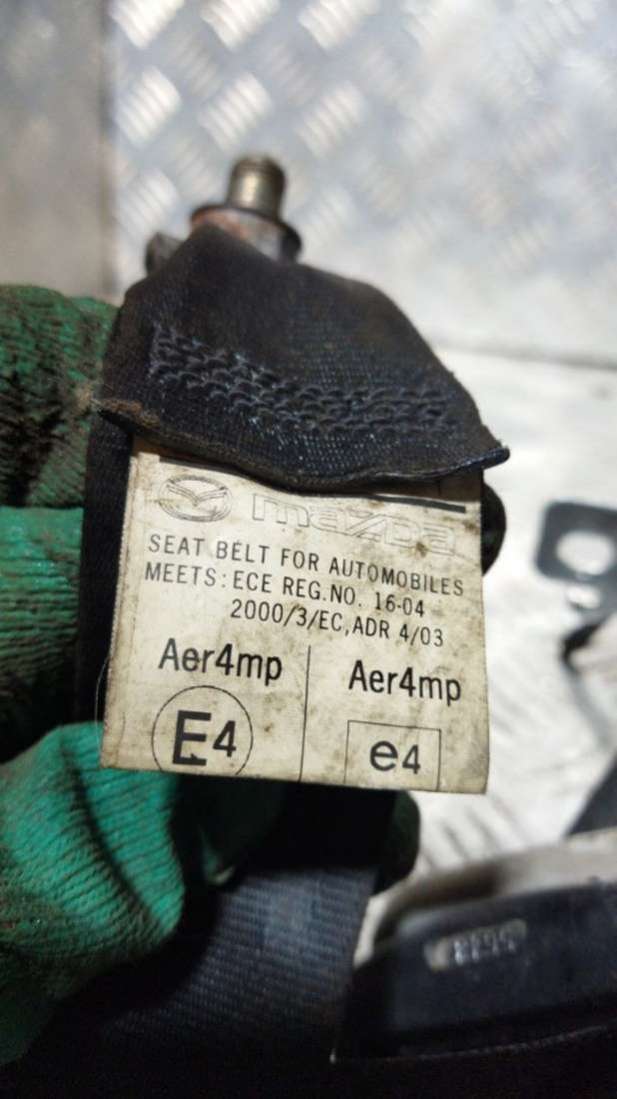 mazda
SEAT BELT FOR AUTOMOBILES
MEETS: ECE REG.NO. 16-04
2000/3/EC, ADR 4/03
Aer4mp Aer4mp
E4 e4